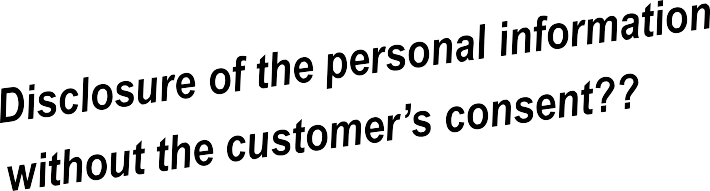 Disclosure of the personal information
without the customer’s consent??